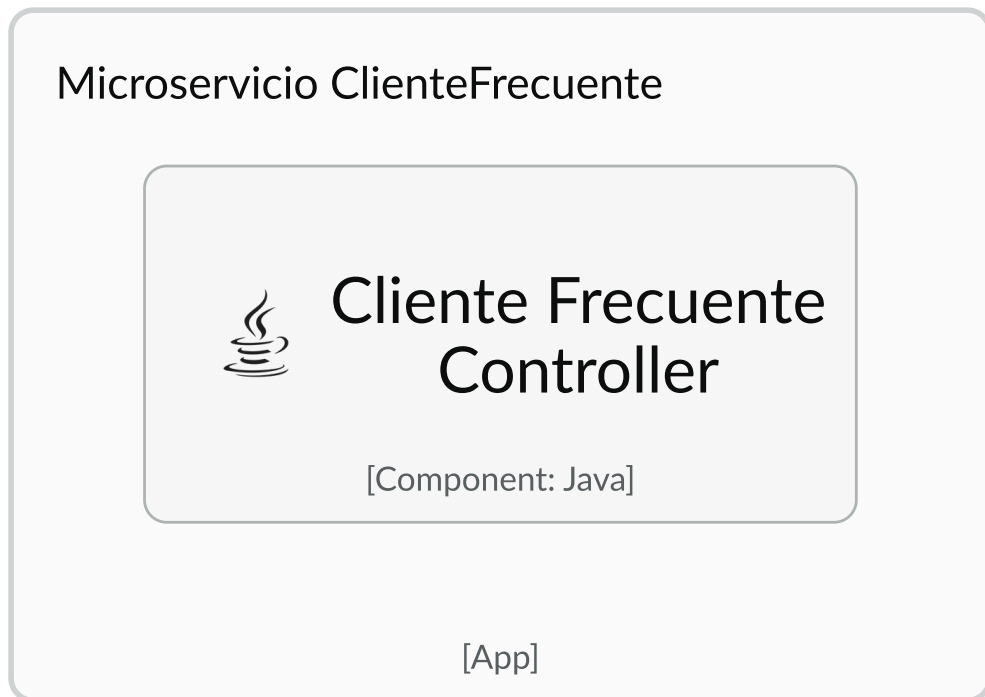 Microservicio ClienteFrecuente
Cliente Frecuente
Controller
[Component: Java]
[App]